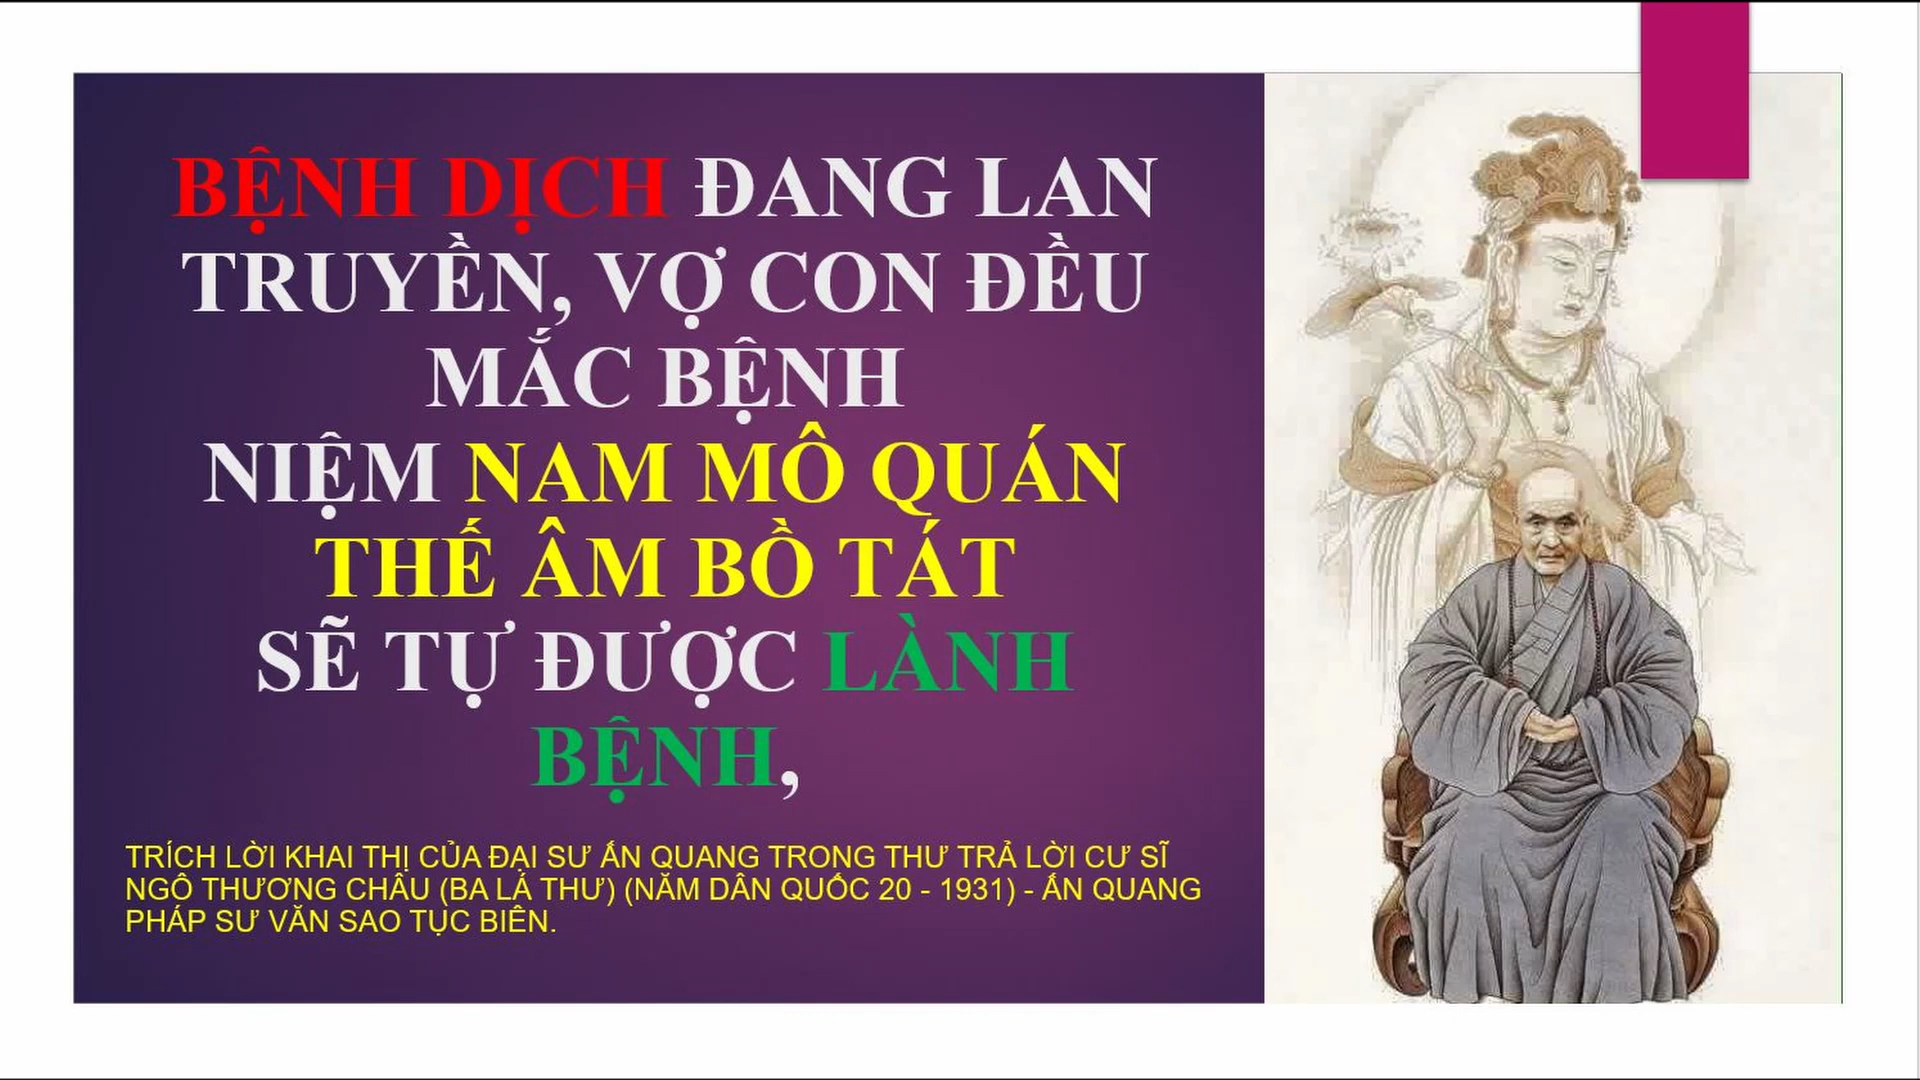 BỆNH DỊCH ĐANG LAN
TRUYỀN, VỢ CON ĐỀU
MẮC BỆNH
NIỆM NAM MÔ QUÁN
THẾ ÂM BỒ TÁT
SẼ TỰ ĐƯỢC LÀNH
BỆNH,
TRÍCH LỜI KHAI THỊ CỦA ĐẠI SƯ ẤN QUANG TRONG THƯ TRẢ LỜI CƯ SĨ
NGÔ THƯƠNG CHÂU (BA LÁ THƯ) (NĂM DÂN QUỐC 20 - 1931) - ẤN QUANG
PHÁP SƯ VĂN SAO TỤC BIÊN.